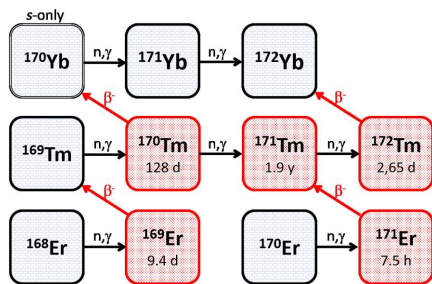 s-only
¹⁷⁰Yb n,γ ¹⁷¹Yb n,γ ¹⁷²Yb
β⁻ β⁻
¹⁶⁹Tm n,γ ¹⁷⁰Tm n,γ ¹⁷¹Tm n,γ ¹⁷²Tm
128 d 1.9 y 2,65 d
β⁻ β⁻
¹⁶⁸Er n,γ ¹⁶⁹Er ¹⁷⁰Er n,γ ¹⁷¹Er
9.4 d 7.5 h